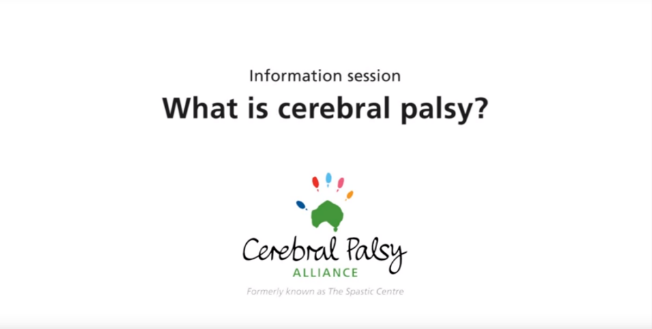 Information session
What is cerebral palsy?
Cerebral Palsy
ALLIANCE
Formerly known as The Spastic Centre